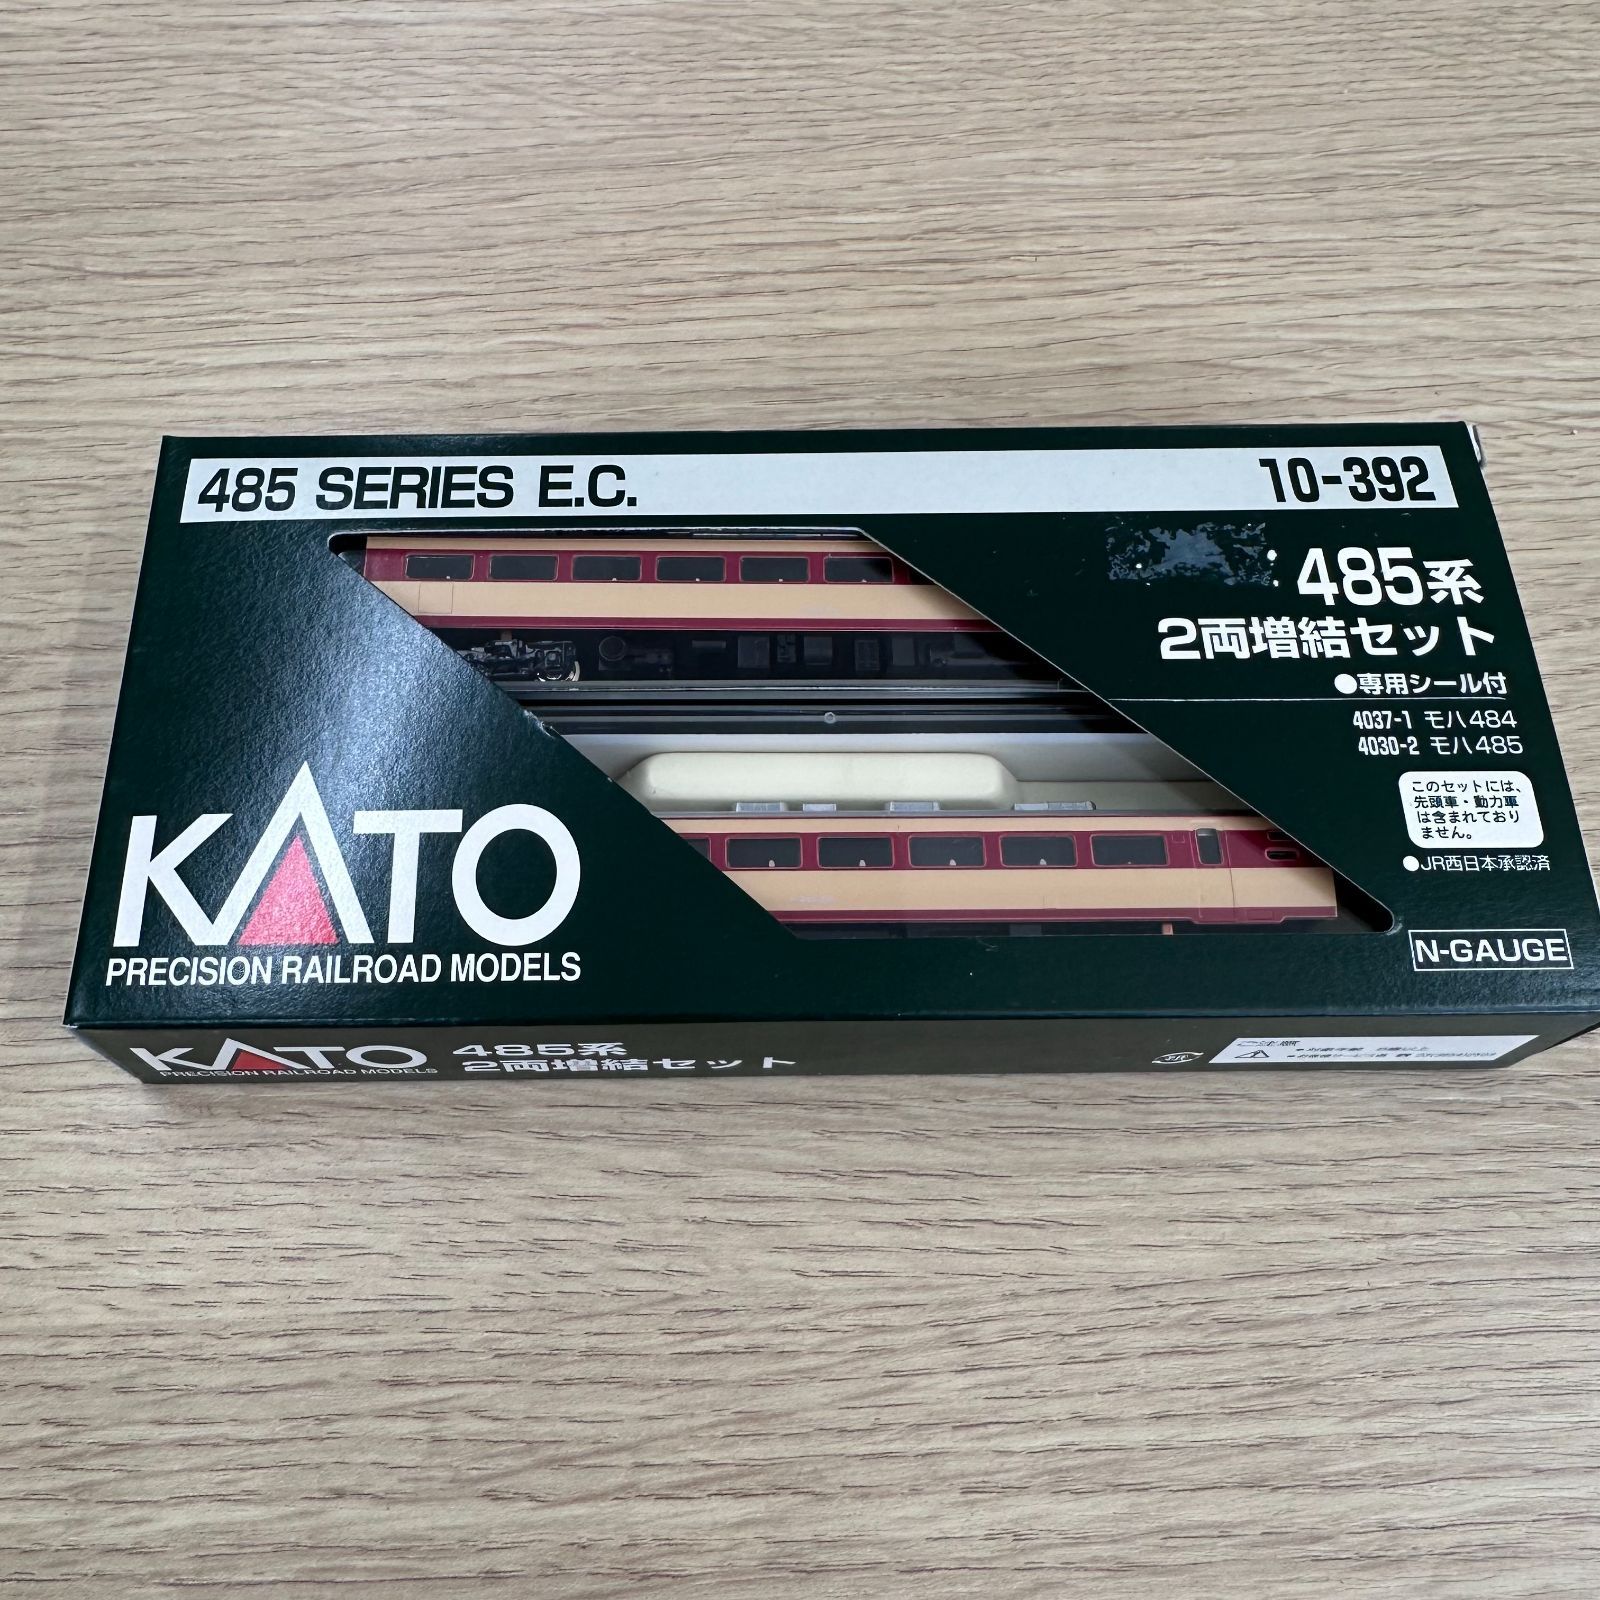 485 SERIES E.C.
10-392
485系
2両増結セット
●専用シール付
4037-1 モハ484
4030-2 モハ485
このセットには、
先頭車・動力車
は含まれており
ません。
●JR西日本承認済
N-GAUGE
KATO
PRECISION RAILROAD MODELS
KATO
PRECISION RAILROAD MODELS
485系
2両増結セット
ご注意